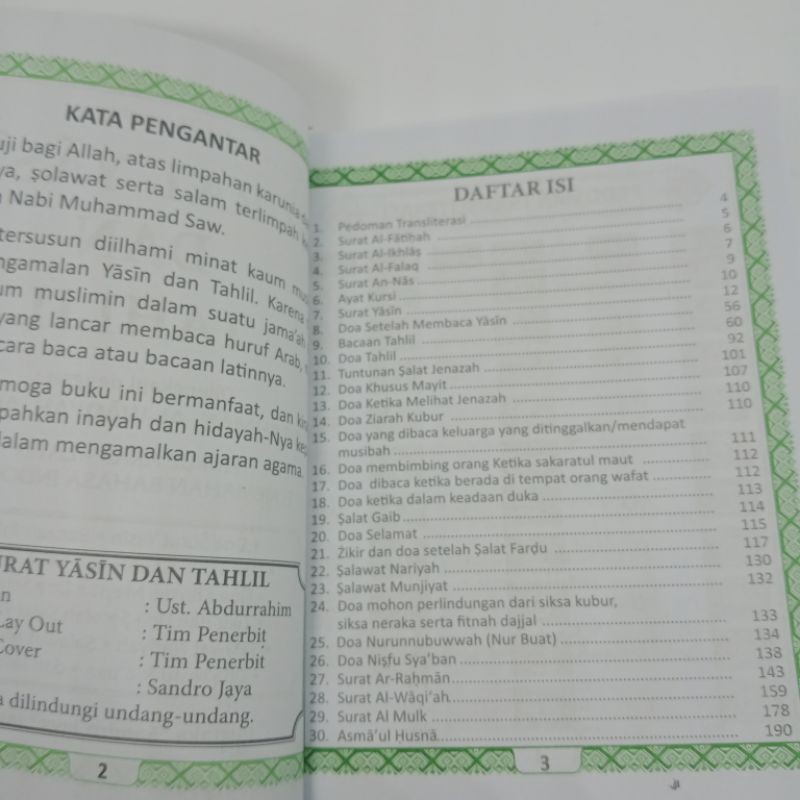 KATA PENGANTAR
uji bagi Allah, atas limpahan karunia
ya, ṣolawat serta salam terlimpah
Nabi Muhammad Saw.
tersusun diilhami minat kaum
ngamalan Yāsīn dan Tahlil. Karena
um muslimin dalam suatu jama'ah
yang lancar membaca huruf Arab,
cara baca atau bacaan latinnya.
moga buku ini bermanfaat, dan
pahkan inayah dan hidayah-Nya
dalam mengamalkan ajaran agama.
URAT YĀSĪN DAN TAHLIL
n : Ust. Abdurrahim
Lay Out : Tim Penerbit
Cover : Tim Penerbit
: Sandro Jaya
a dilindungi undang-undang.
2
DAFTAR ISI
1. Pedoman Transliterasi ........ 4
2. Surat Al-Fātiḥah ........ 5
3. Surat Al-Ikhlāṣ ........ 6
4. Surat Al-Falaq ........ 7
5. Surat An-Nās ........ 9
6. Ayat Kursi ........ 10
7. Surat Yāsīn ........ 12
8. Doa Setelah Membaca Yāsīn ........ 56
9. Bacaan Tahlil ........ 60
10. Doa Tahlil ........ 92
11. Tuntunan Ṣalat Jenazah ........ 101
12. Doa Khusus Mayit ........ 107
13. Doa Ketika Melihat Jenazah ........ 110
14. Doa Ziarah Kubur ........ 110
15. Doa yang dibaca keluarga yang ditinggalkan/mendapat
musibah ........ 111
16. Doa membimbing orang Ketika sakaratul maut ........ 112
17. Doa dibaca ketika berada di tempat orang wafat ........ 112
18. Doa ketika dalam keadaan duka ........ 113
19. Ṣalat Gaib ........ 114
20. Doa Selamat ........ 115
21. Żikir dan doa setelah Ṣalat Farḍu ........ 117
22. Ṣalawat Nariyah ........ 130
23. Ṣalawat Munjiyat ........ 132
24. Doa mohon perlindungan dari siksa kubur,
siksa neraka serta fitnah dajjal ........ 133
25. Doa Nurunnubuwwah (Nur Buat) ........ 134
26. Doa Niṣfu Sya'ban ........ 138
27. Surat Ar-Raḥmān ........ 143
28. Surat Al-Wāqi'ah ........ 159
29. Surat Al Mulk ........ 178
30. Asmā'ul Ḥusnā ........ 190
3